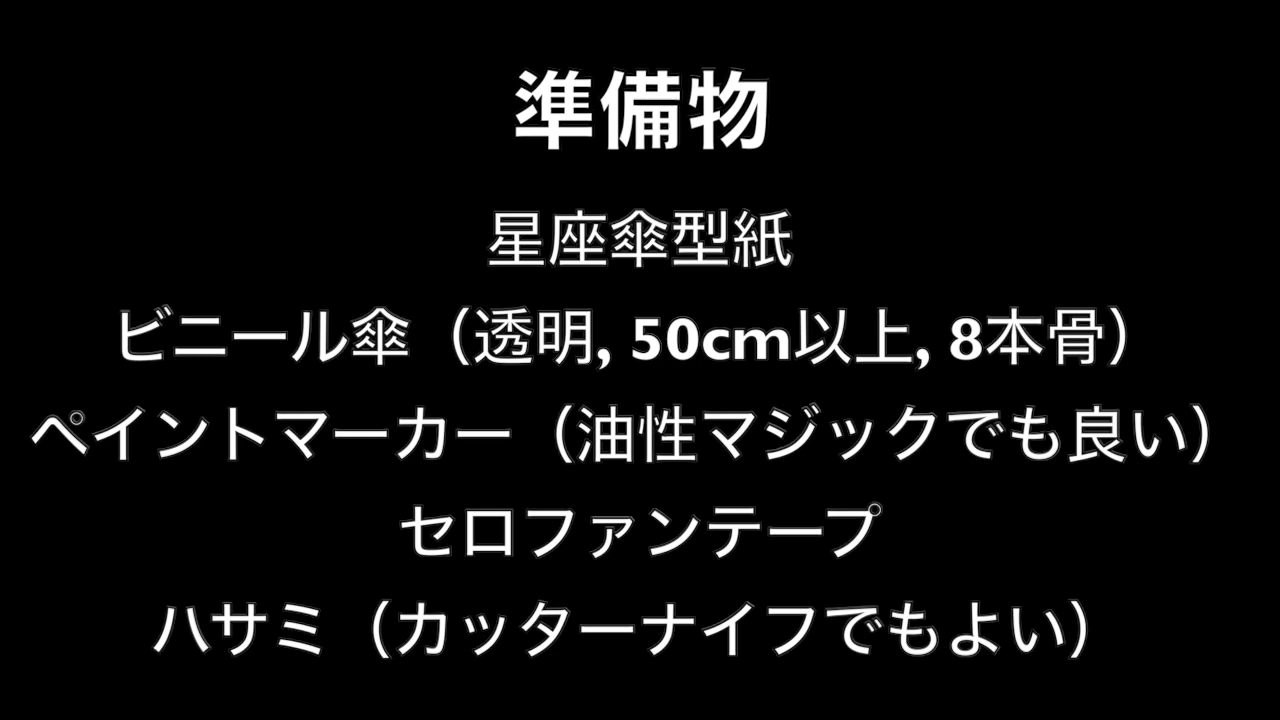 準備物
星座傘型紙
ビニール傘（透明, 50cm以上, 8本骨）
ペイントマーカー（油性マジックでも良い）
セロファンテープ
ハサミ（カッターナイフでもよい）